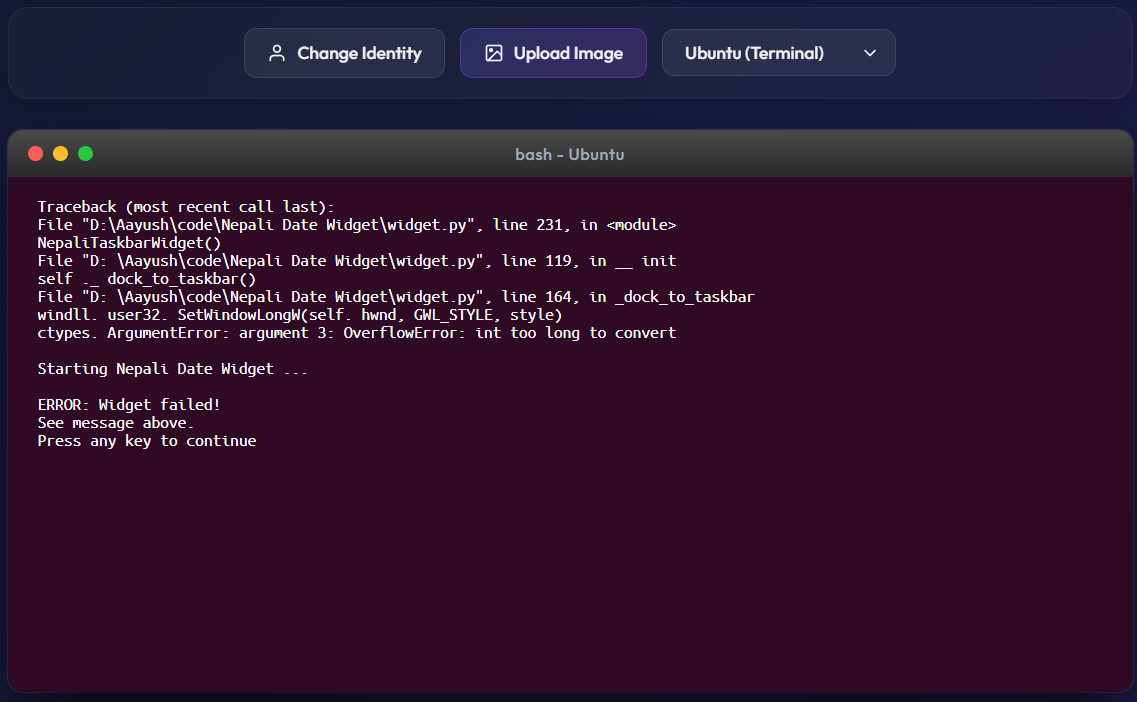 Change Identity
Upload Image
Ubuntu (Terminal)
bash - Ubuntu
Traceback (most recent call last):
File "D:\Aayush\code\Nepali Date Widget\widget.py", line 231, in <module>
NepaliTaskbarWidget()
File "D: \Aayush\code\Nepali Date Widget\widget.py", line 119, in __ init
self ._ dock_to_taskbar()
File "D: \Aayush\code\Nepali Date Widget\widget.py", line 164, in _dock_to_taskbar
windll. user32. SetWindowLongW(self. hwnd, GWL_STYLE, style)
ctypes. ArgumentError: argument 3: OverflowError: int too long to convert
Starting Nepali Date Widget ...
ERROR: Widget failed!
See message above.
Press any key to continue